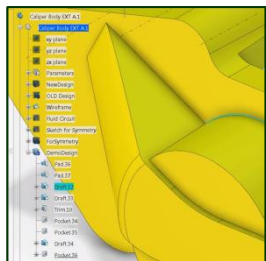 Caliper Body EXT A.1
Caliper Body EXT A.1
xy plane
yz plane
zx plane
Parameters
NewDesign
OLD Design
Wireframe
Fluid Circuit
Sketch for Symmetry
ForSymmetry
DemoDesign
Pad.36
Pad.37
Draft.32
Draft.33
Trim.10
Pocket.34
Pocket.35
Draft.34
Pocket.36